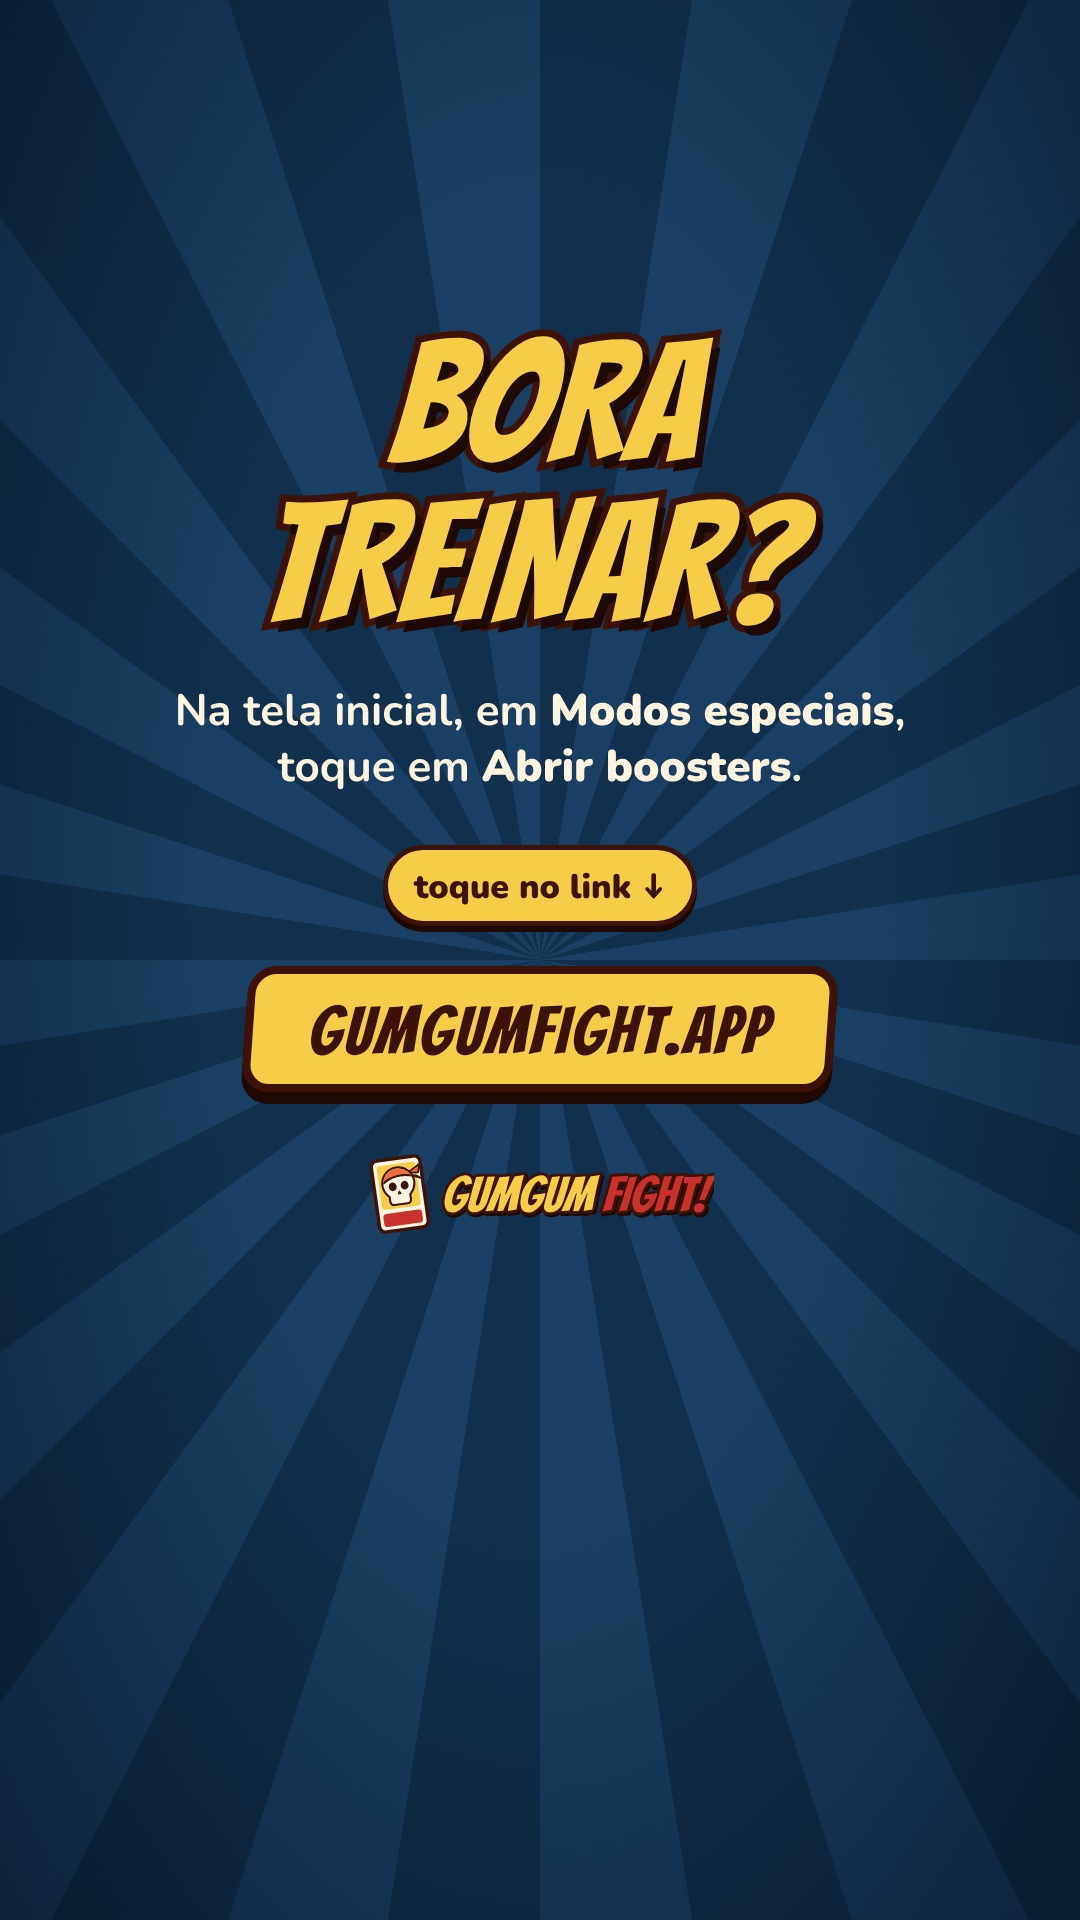 BORA
TREINAR?
Na tela inicial, em Modos especiais,
toque em Abrir boosters.
toque no link ↓
GUMGUMFIGHT.APP
GUMGUM FIGHT!